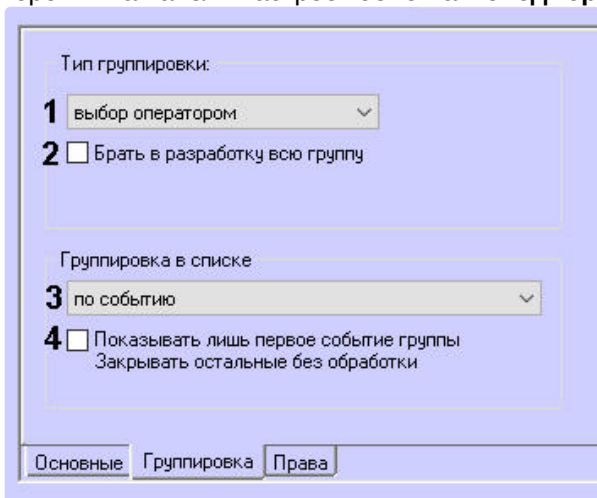 Тип группировки:
1 выбор оператором
2 Брать в разработку всю группу
Группировка в списке
3 по событию
4 Показывать лишь первое событие группы
Закрывать остальные без обработки
Основные Группировка Права